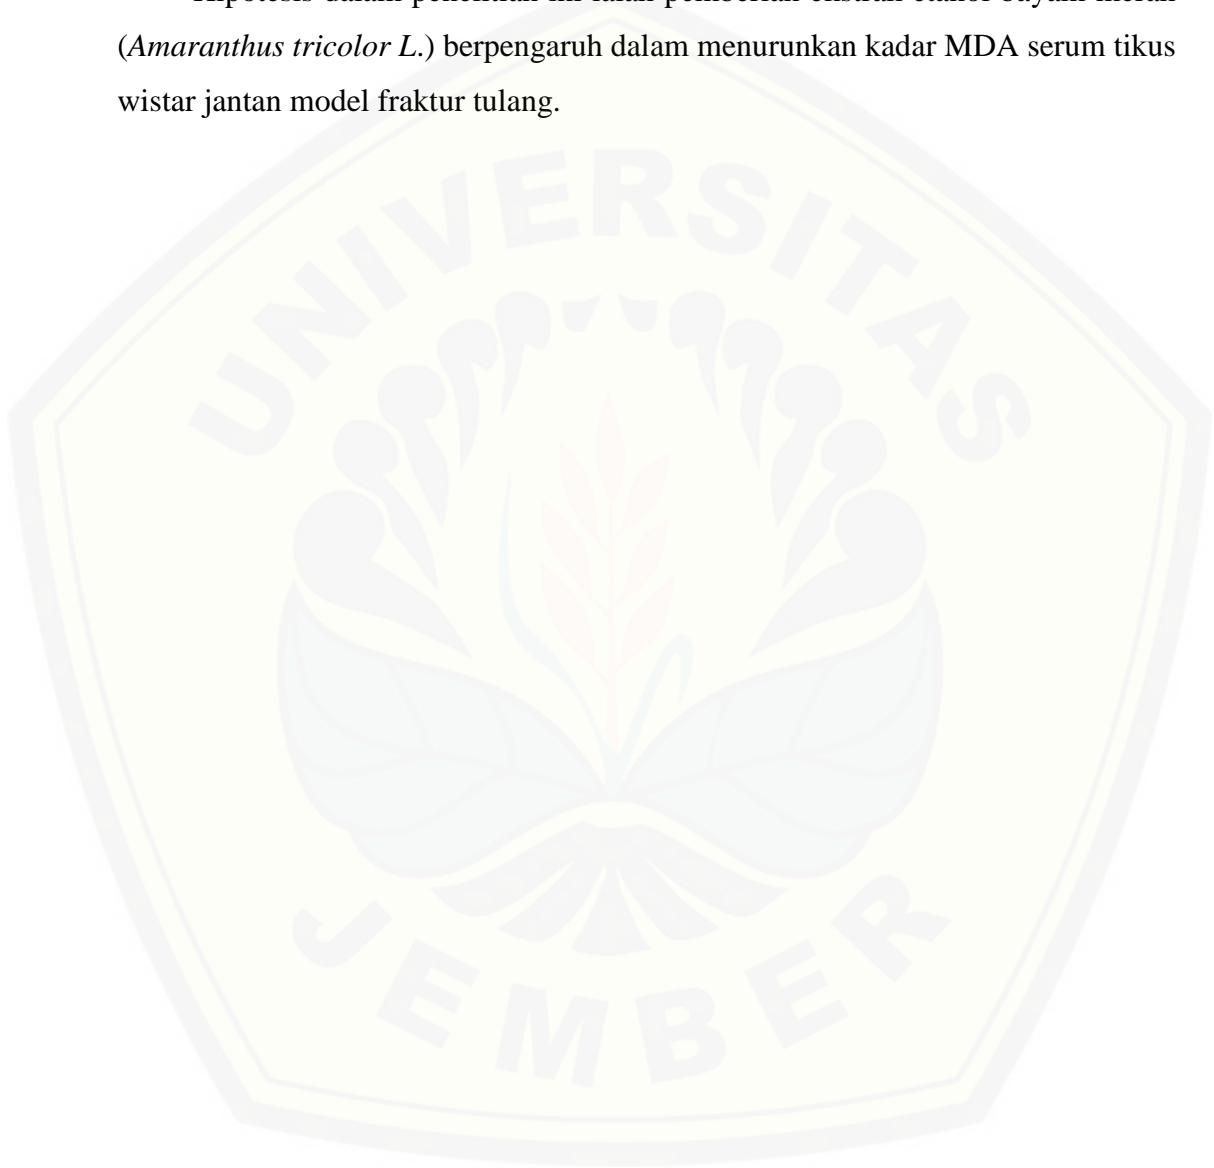 (Amaranthus tricolor L.) berpengaruh dalam menurunkan kadar MDA serum tikus
wistar jantan model fraktur tulang.
UNIVERSITAS
JEMBER